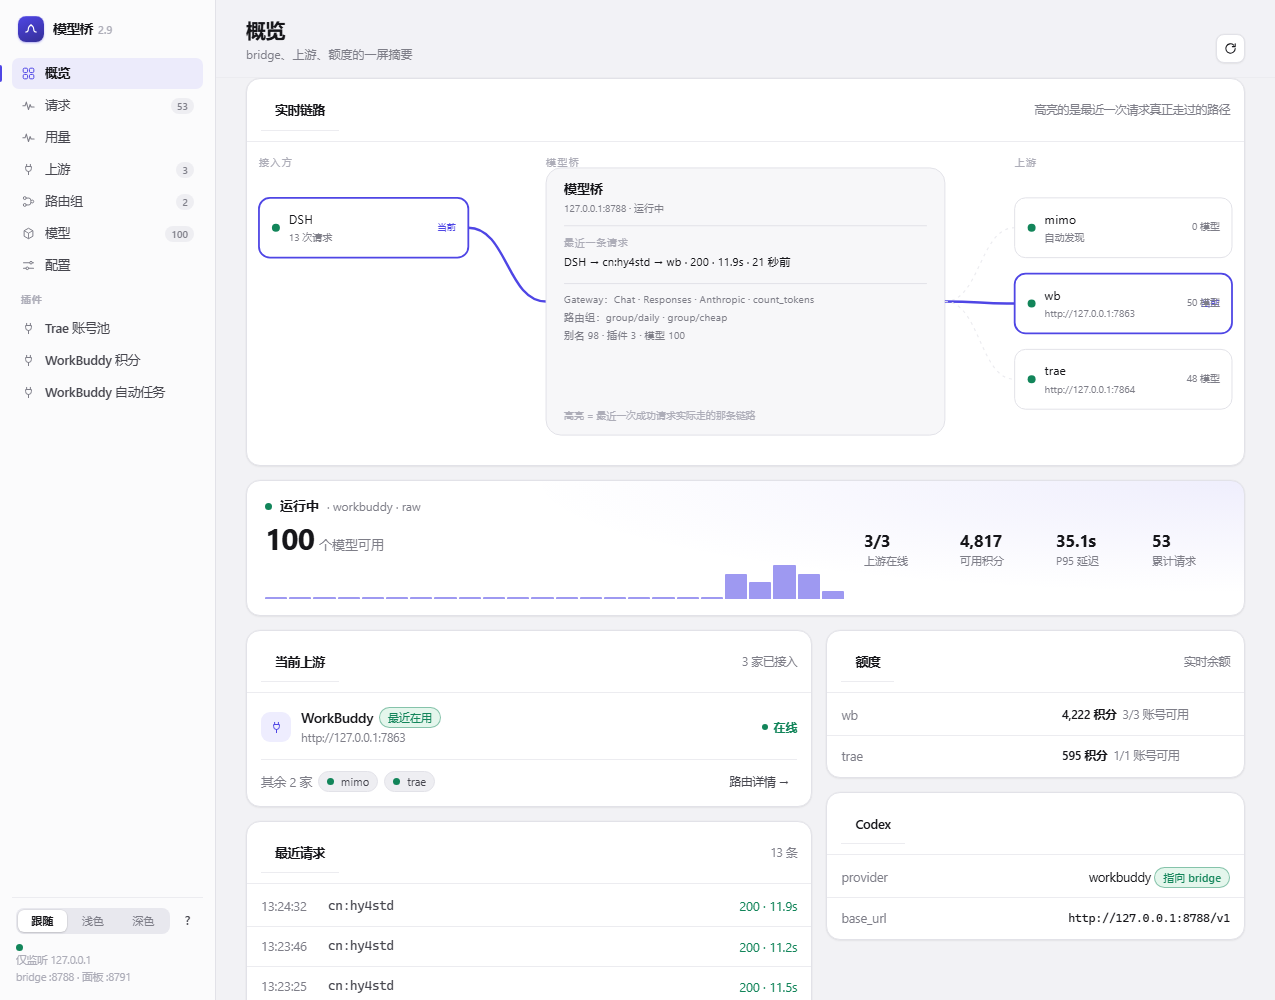 模型桥 2.9
概览
请求 53
用量
上游 3
路由组 2
模型 100
配置
插件
Trae 账号池
WorkBuddy 积分
WorkBuddy 自动任务
跟随 浅色 深色 ?
仅监听 127.0.0.1
bridge :8788 · 面板 :8791
概览
bridge、上游、额度的一屏摘要
实时链路 高亮的是最近一次请求真正走过的路径
接入方 模型桥 上游
DSH
13 次请求
当前
模型桥
127.0.0.1:8788 · 运行中
最近一条请求
DSH → cn:hy4std → wb · 200 · 11.9s · 21 秒前
Gateway: Chat · Responses · Anthropic · count_tokens
路由组: group/daily · group/cheap
别名 98 · 插件 3 · 模型 100
高亮 = 最近一次成功请求实际走的那条链路
mimo
自动发现
0 模型
wb
http://127.0.0.1:7863
50 模型
trae
http://127.0.0.1:7864
48 模型
运行中 · workbuddy · raw
100 个模型可用
3/3 4,817 35.1s 53
上游在线 可用积分 P95 延迟 累计请求
当前上游 3 家已接入
WorkBuddy 最近在用
http://127.0.0.1:7863
在线
其余 2 家 mimo trae 路由详情 →
额度 实时余额
wb 4,222 积分 3/3 账号可用
trae 595 积分 1/1 账号可用
最近请求 13 条
13:24:32 cn:hy4std 200 · 11.9s
13:23:46 cn:hy4std 200 · 11.2s
13:23:25 cn:hy4std 200 · 11.5s
Codex
provider workbuddy 指向 bridge
base_url http://127.0.0.1:8788/v1